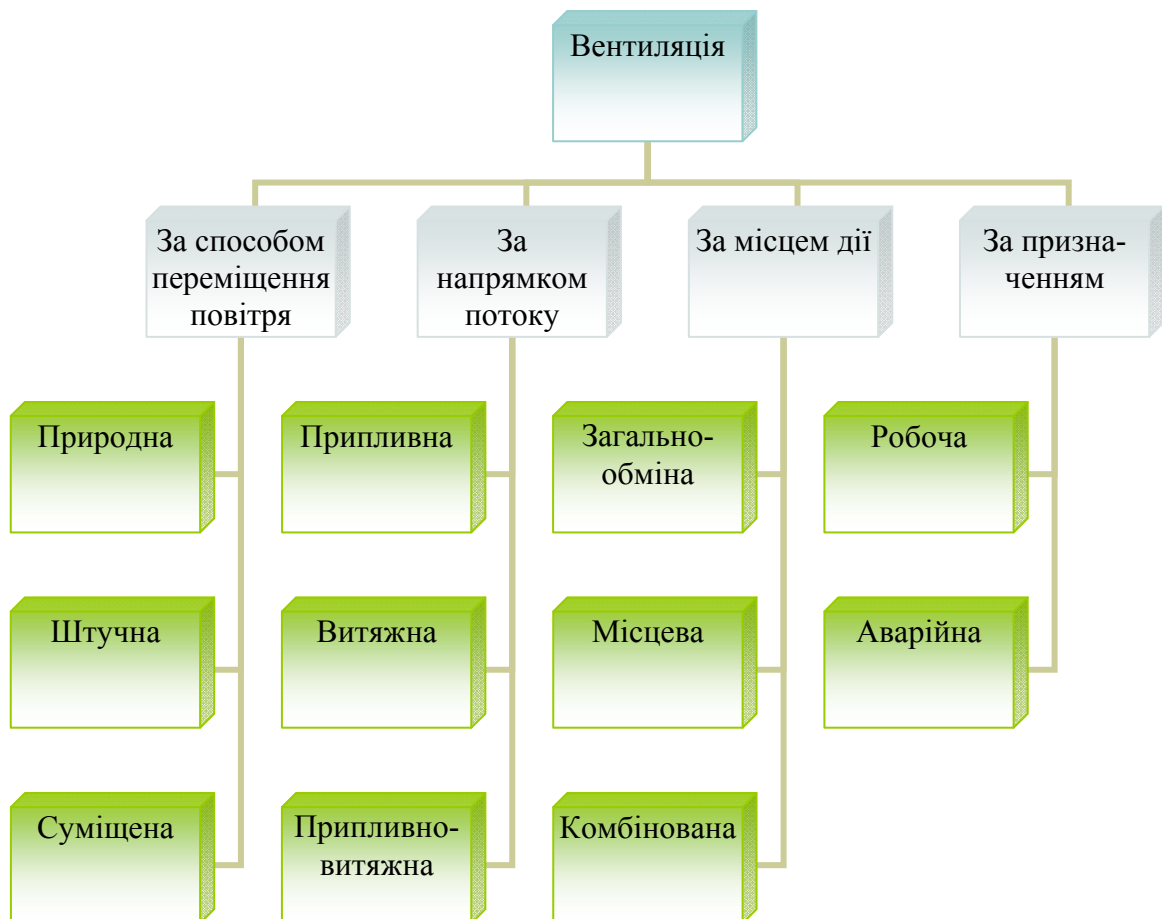 Вентиляція
За способом
переміщення
повітря
За
напрямком
потоку
За місцем дії
За призна-
ченням
Природна
Припливна
Загально-
обміна
Робоча
Штучна
Витяжна
Місцева
Аварійна
Суміщена
Припливно-
витяжна
Комбінована